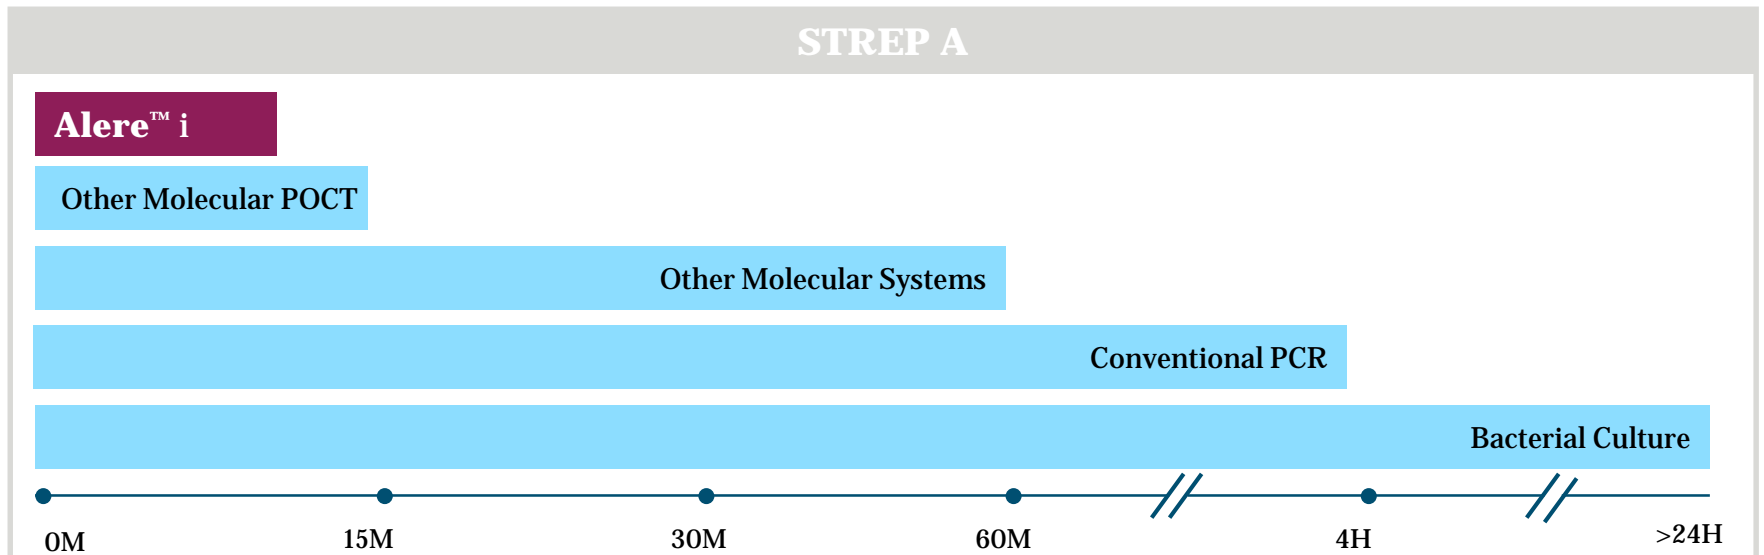 STREP A
Alere™ i
Other Molecular POCT
Other Molecular Systems
Conventional PCR
Bacterial Culture
0M 15M 30M 60M 4H >24H